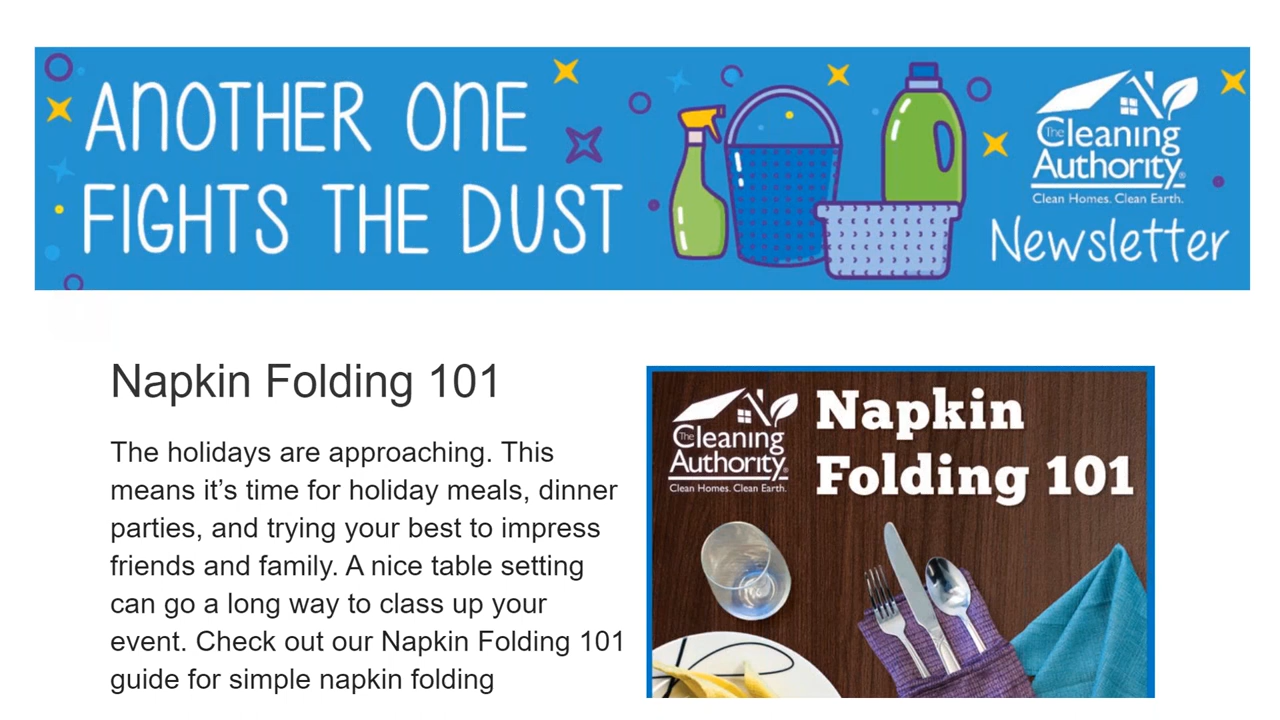 ANOTHER ONE
FIGHTS THE DUST
The
Cleaning
Authority®
Clean Homes. Clean Earth.
Newsletter
Napkin Folding 101
The holidays are approaching. This
means it’s time for holiday meals, dinner
parties, and trying your best to impress
friends and family. A nice table setting
can go a long way to class up your
event. Check out our Napkin Folding 101
guide for simple napkin folding
The
Cleaning
Authority®
Clean Homes. Clean Earth.
Napkin
Folding 101